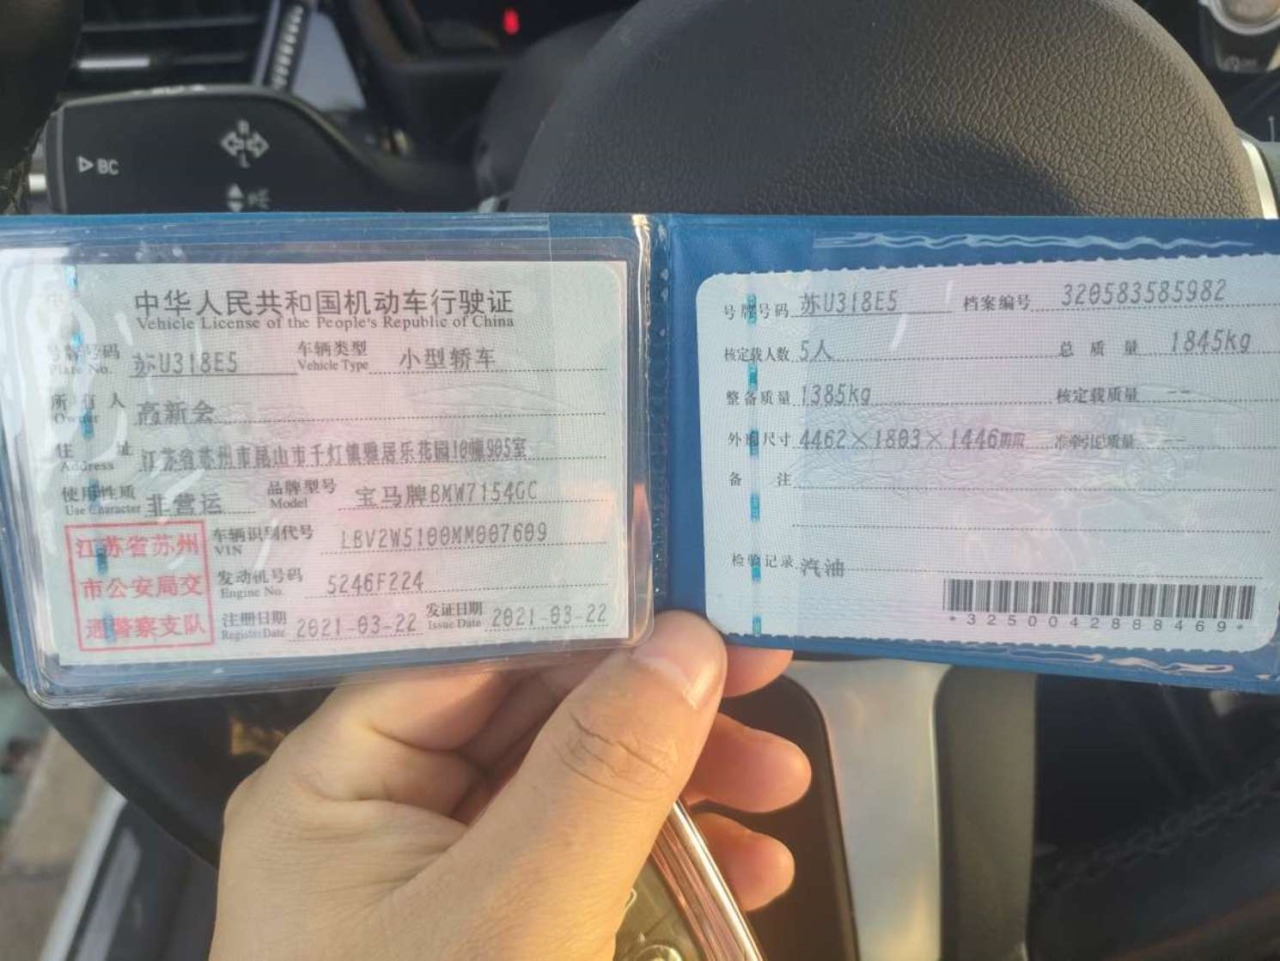 ▷BC
R
L
中华人民共和国机动车行驶证
Vehicle License of the People's Republic of China
号牌号码 Plate No. 苏U318E5 车辆类型 Vehicle Type 小型轿车
所有人 Owner 高新会
住址 Address 江苏省苏州市昆山市千灯镇雅居乐花园10幢905室
使用性质 Use Character 非营运 品牌型号 Model 宝马牌BMW7154GC
江苏省苏州
市公安局交
通警察支队
车辆识别代号 VIN LBV2W5100MM007609
发动机号码 Engine No. 5246F224
注册日期 Register Date 2021-03-22 发证日期 Issue Date 2021-03-22
号牌号码 苏U318E5 档案编号 320583585982
核定载人数 5人 总质量 1845kg
整备质量 1385kg 核定载质量 --
外廓尺寸 4462×1803×1446mm 准牵引总质量 --
备注
检验记录 汽油
*3250042888469*